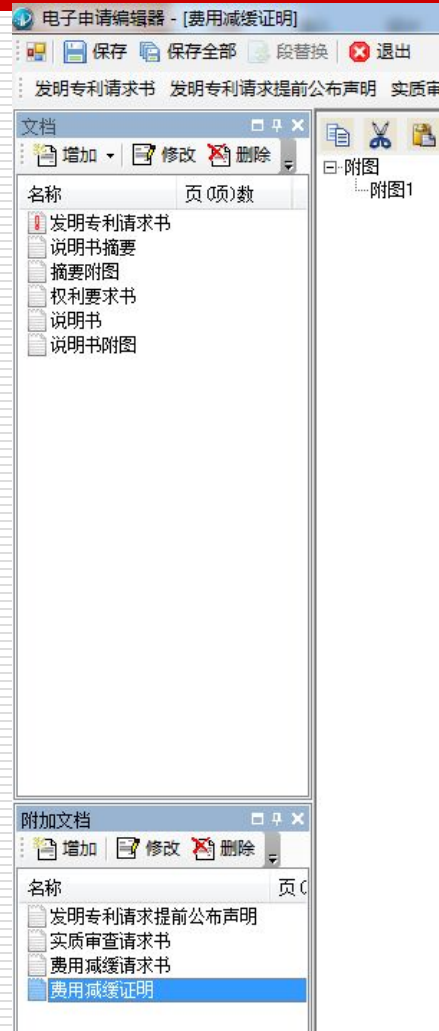 电子申请编辑器 - [费用减缓证明]
保存 保存全部 段替换 退出
发明专利请求书 发明专利请求提前公布声明 实质审
文档
增加 修改 删除
名称 页(项)数
发明专利请求书
说明书摘要
摘要附图
权利要求书
说明书
说明书附图
附图
附图1
附加文档
增加 修改 删除
名称 页(
发明专利请求提前公布声明
实质审查请求书
费用减缓请求书
费用减缓证明